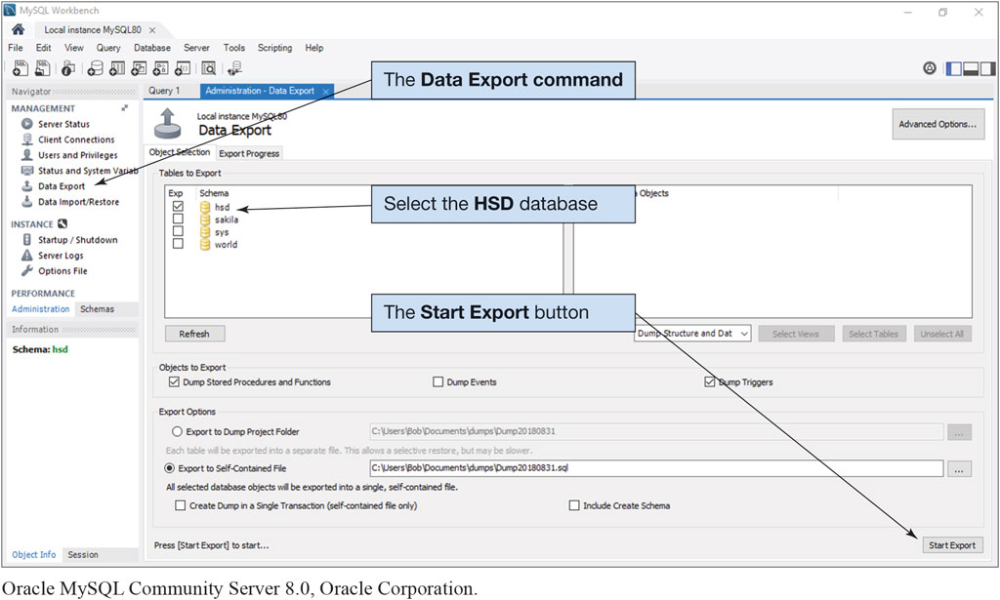 MySQL Workbench
Local instance MySQL80 ×
File Edit View Query Database Server Tools Scripting Help
Navigator
MANAGEMENT
Server Status
Client Connections
Users and Privileges
Status and System Variab
Data Export
Data Import/Restore
INSTANCE
Startup / Shutdown
Server Logs
Options File
PERFORMANCE
Administration Schemas
Information
Schema: hsd
Object Info Session
Query 1 Administration - Data Export ×
The Data Export command
Local instance MySQL80
Data Export
Advanced Options...
Object Selection Export Progress
Tables to Export
Exp Schema
Objects
hsd
sakila
sys
world
Select the HSD database
The Start Export button
Refresh
Dump Structure and Dat
Select Views
Select Tables
Unselect All
Objects to Export
Dump Stored Procedures and Functions
Dump Events
Dump Triggers
Export Options
Export to Dump Project Folder
C:\Users\Bob\Documents\dumps\Dump20180831
...
Each table will be exported into a separate file. This allows a selective restore, but may be slower.
Export to Self-Contained File
C:\Users\Bob\Documents\dumps\Dump20180831.sql
...
All selected database objects will be exported into a single, self-contained file.
Create Dump in a Single Transaction (self-contained file only)
Include Create Schema
Press [Start Export] to start...
Start Export
Oracle MySQL Community Server 8.0, Oracle Corporation.